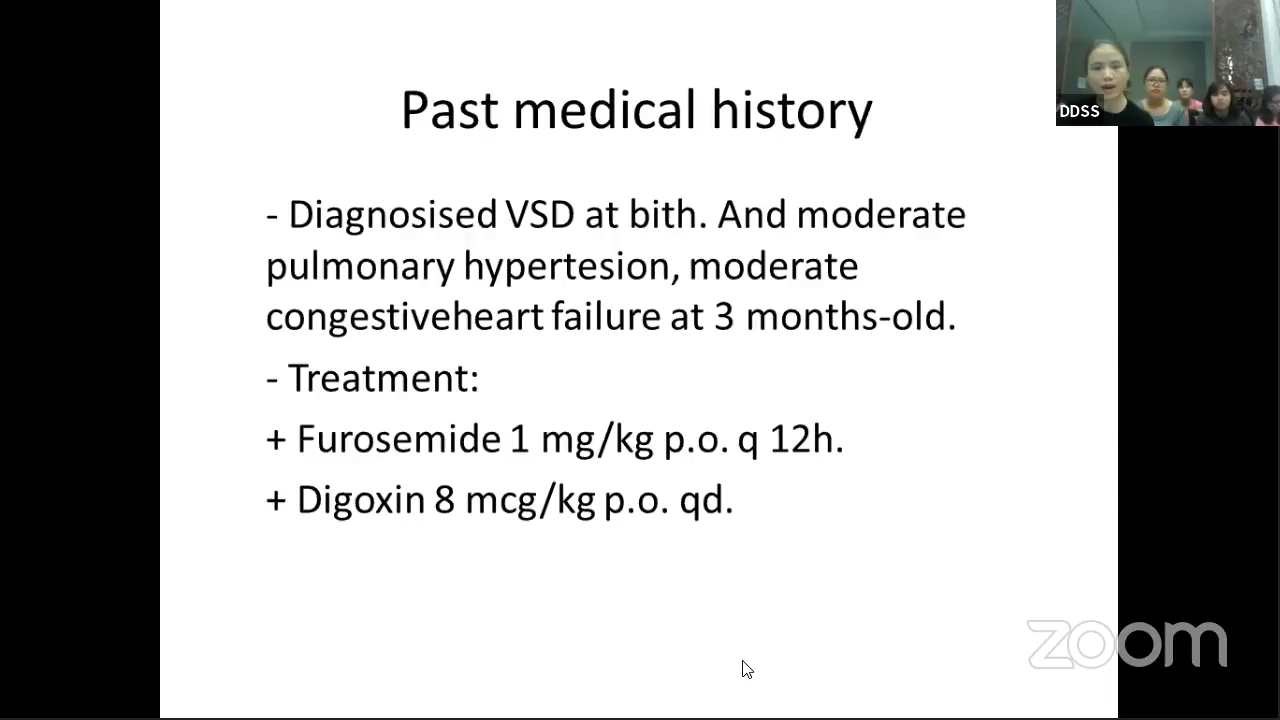 Past medical history
DDSS
- Diagnosised VSD at bith. And moderate
pulmonary hypertesion, moderate
congestiveheart failure at 3 months-old.
- Treatment:
+ Furosemide 1 mg/kg p.o. q 12h.
+ Digoxin 8 mcg/kg p.o. qd.
zoom